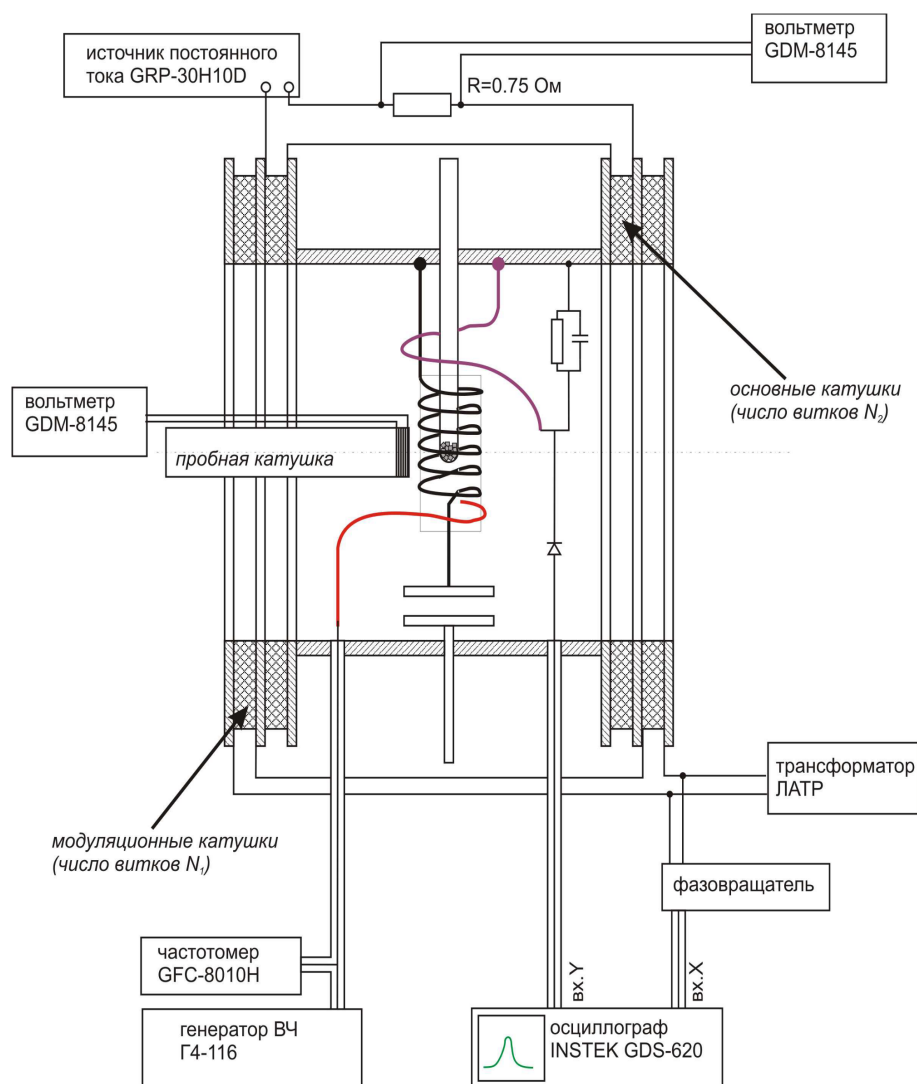 источник постоянного
тока GRP-30H10D
вольтметр
GDM-8145
R=0.75 Ом
основные катушки
(число витков N₂)
вольтметр
GDM-8145
пробная катушка
трансформатор
ЛАТР
модуляционные катушки
(число витков N₁)
фазовращатель
частотомер
GFC-8010H
вх.Y
вх.X
генератор ВЧ
Г4-116
осциллограф
INSTEK GDS-620